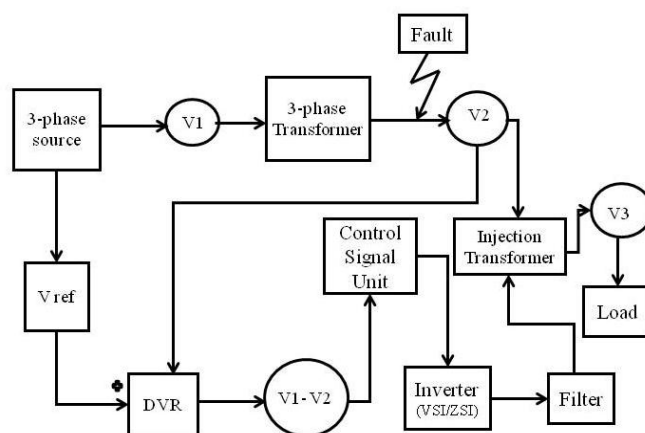 Fault
3-phase
source
V1
3-phase
Transformer
V2
V3
Control
Signal
Unit
Injection
Transformer
V ref
Load
DVR
V1 - V2
Inverter
(VSI/ZSI)
Filter